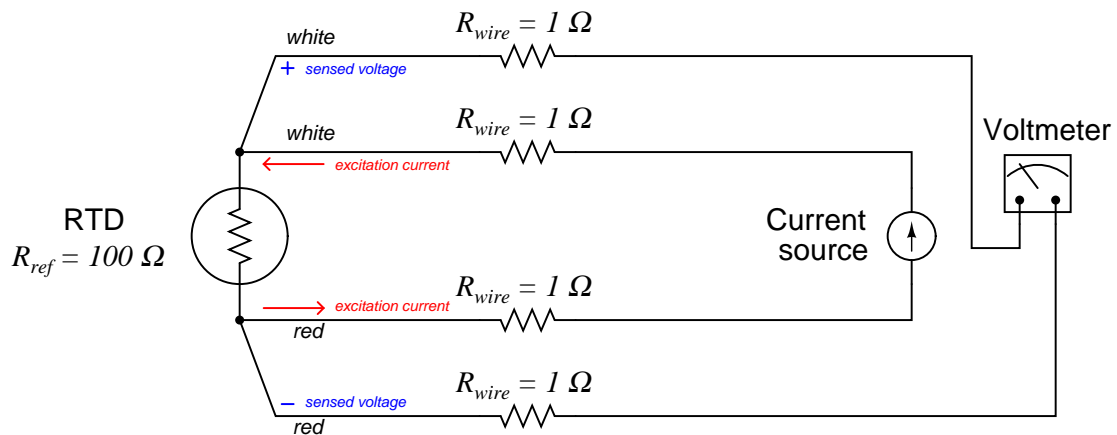 white
R_wire = 1 Ω
+ sensed voltage
white
R_wire = 1 Ω
excitation current
Voltmeter
RTD
R_ref = 100 Ω
Current
source
R_wire = 1 Ω
excitation current
red
R_wire = 1 Ω
− sensed voltage
red